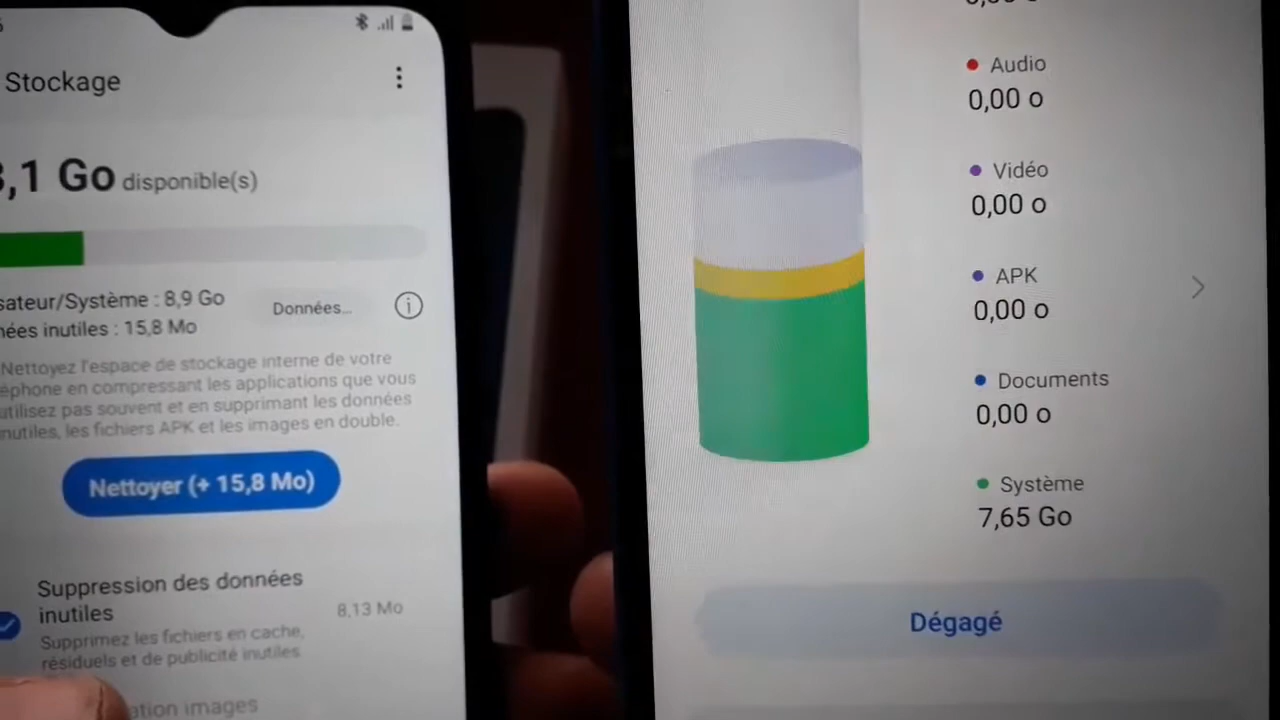 Stockage
,1 Go disponible(s)
sateur/Système : 8,9 Go
nées inutiles : 15,8 Mo
Données...
Nettoyez l'espace de stockage interne de votre
éphone en compressant les applications que vous
utilisez pas souvent et en supprimant les données
nutiles, les fichiers APK et les images en double.
Nettoyer (+ 15,8 Mo)
Suppression des données
inutiles
8,13 Mo
Supprimez les fichiers en cache,
résiduels et de publicité inutiles
ation images
Audio
0,00 o
Vidéo
0,00 o
APK
0,00 o
Documents
0,00 o
Système
7,65 Go
Dégagé